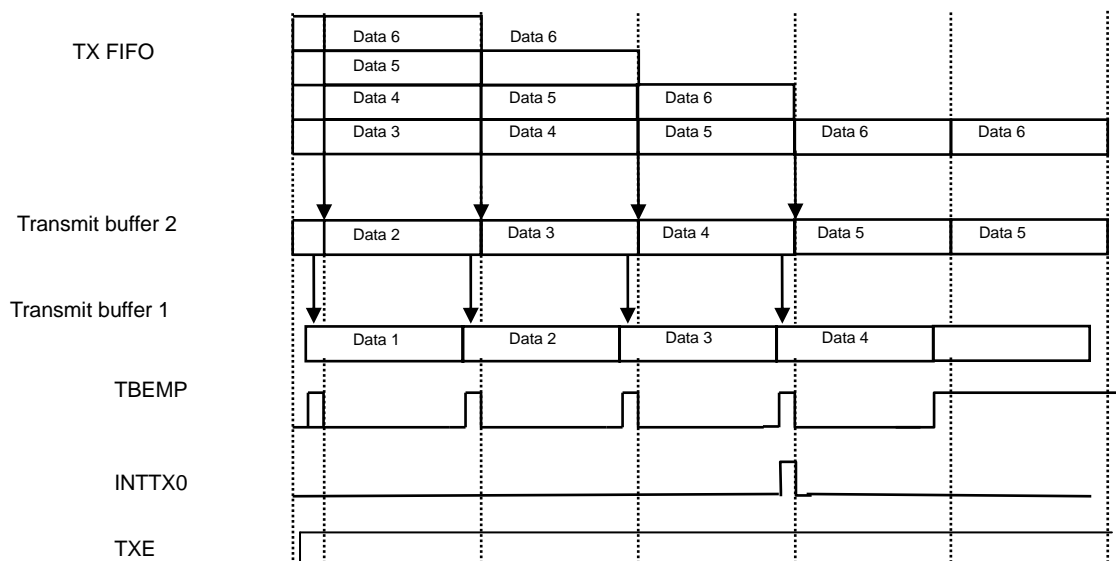 Data 6 Data 6
TX FIFO
Data 5
Data 4 Data 5 Data 6
Data 3 Data 4 Data 5 Data 6 Data 6
Transmit buffer 2
Data 2 Data 3 Data 4 Data 5 Data 5
Transmit buffer 1
Data 1 Data 2 Data 3 Data 4
TBEMP
INTTX0
TXE